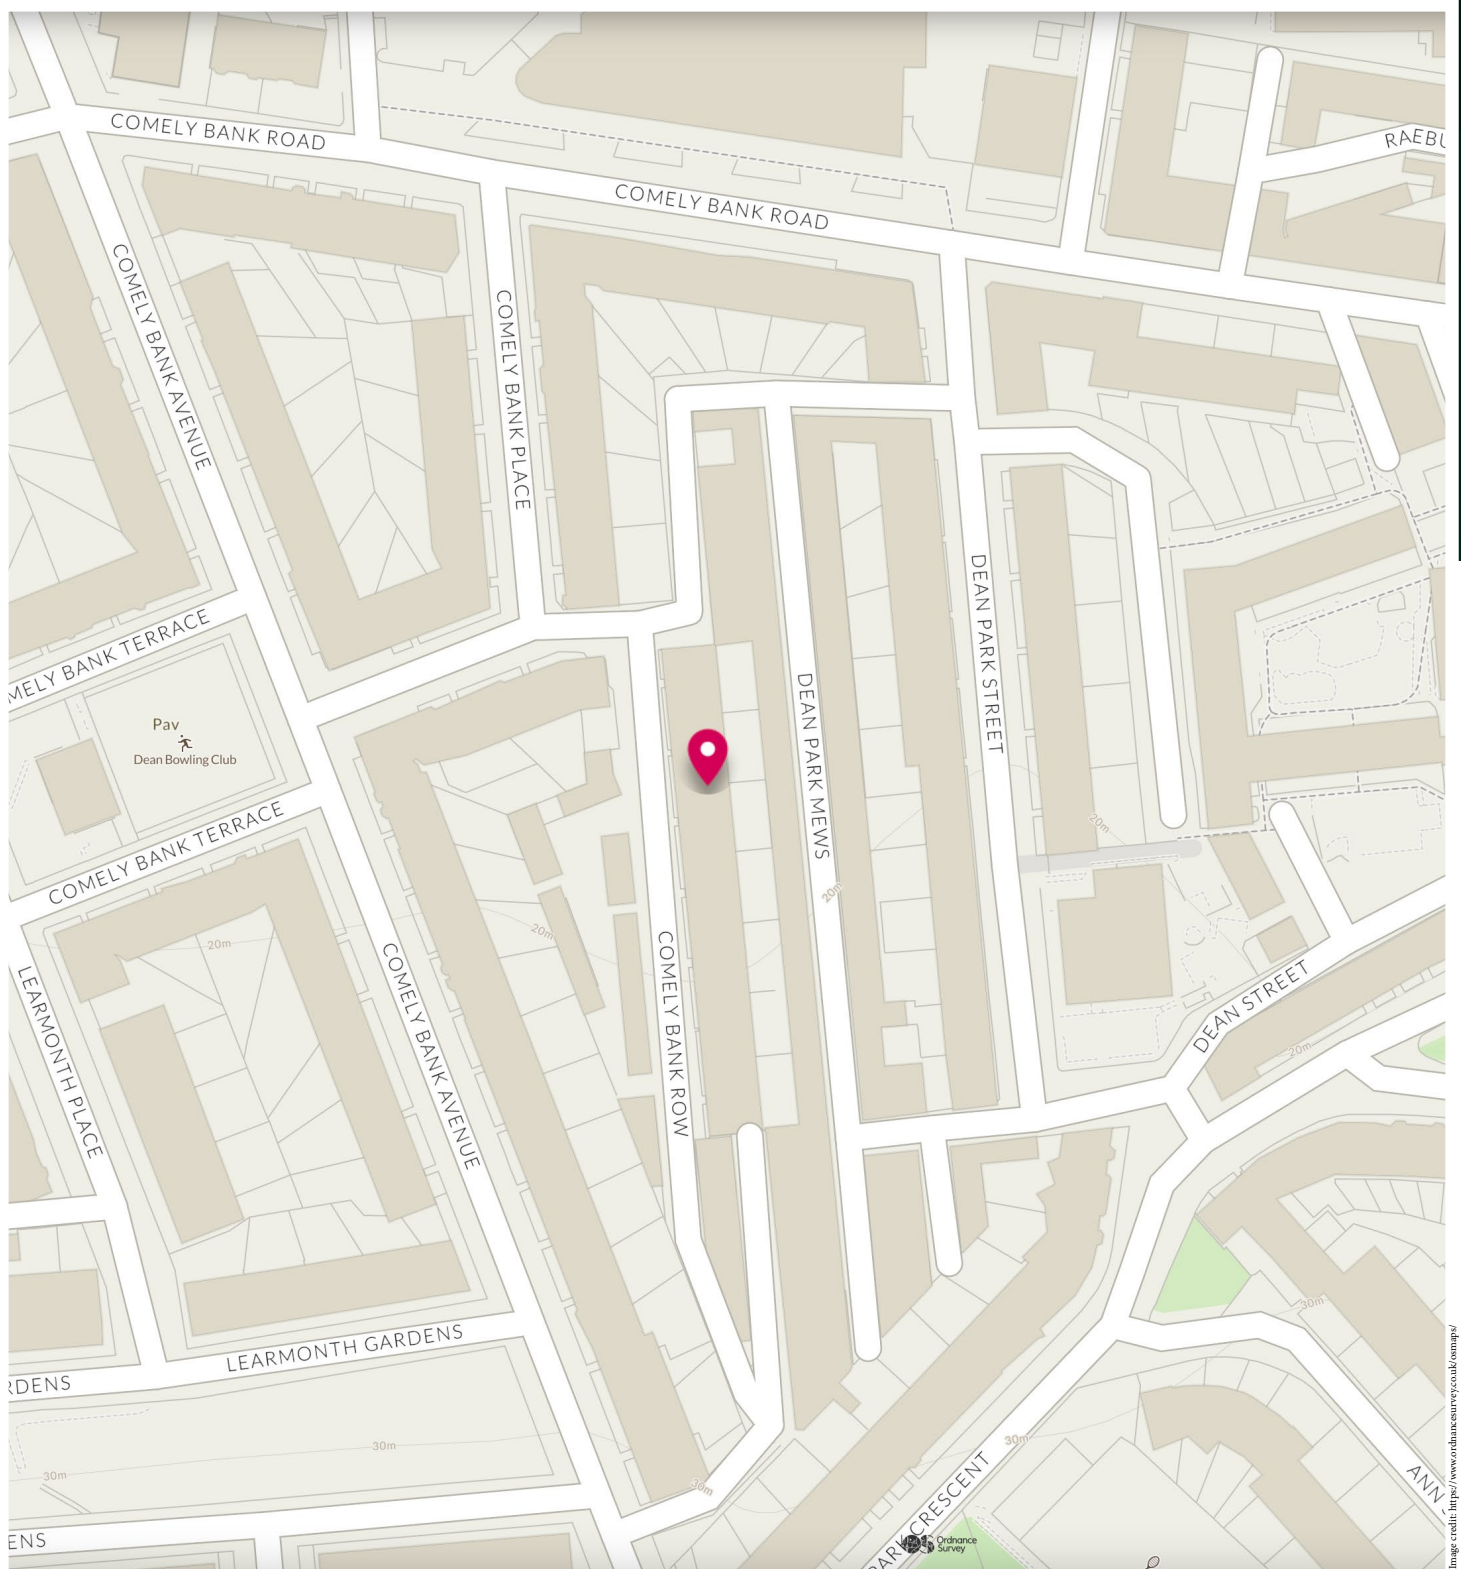 COMELY BANK ROAD
RAEBU
COMELY BANK ROAD
COMELY BANK AVENUE
COMELY BANK PLACE
DEAN PARK STREET
MELY BANK TERRACE
Pav
Dean Bowling Club
DEAN PARK MEWS
COMELY BANK TERRACE
20m
20m
20m
20m
COMELY BANK ROW
COMELY BANK AVENUE
LEARMONTH PLACE
DEAN STREET
20m
30m
LEARMONTH GARDENS
RDENS
30m
30m
30m
30m
PARK CRESCENT
ANN
ENS
Ordnance
Survey
Image credit: https://www.ordnancesurvey.co.uk/osmaps/